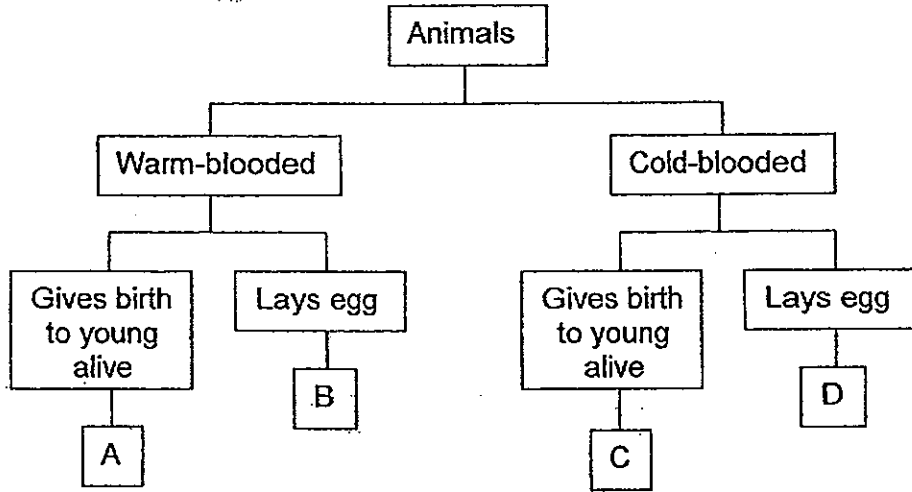 Animals
Warm-blooded
Cold-blooded
Gives birth
to young
alive
Lays egg
Gives birth
to young
alive
Lays egg
A
B
C
D